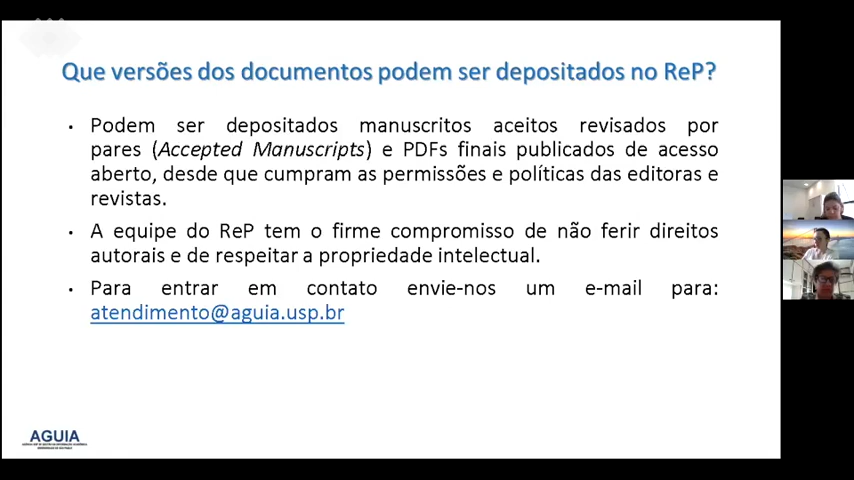 Que versões dos documentos podem ser depositados no ReP?
• Podem ser depositados manuscritos aceitos revisados por
pares (Accepted Manuscripts) e PDFs finais publicados de acesso
aberto, desde que cumpram as permissões e políticas das editoras e
revistas.
• A equipe do ReP tem o firme compromisso de não ferir direitos
autorais e de respeitar a propriedade intelectual.
• Para entrar em contato envie-nos um e-mail para:
atendimento@aguia.usp.br
AGUIA